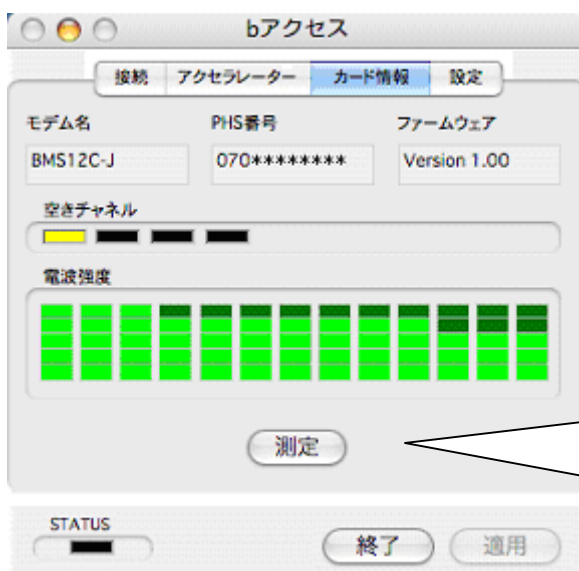 bアクセス
接続 アクセラレーター カード情報 設定
モデム名 PHS番号 ファームウェア
BMS12C-J 070******** Version 1.00
空きチャネル
電波強度
測定
STATUS
終了 適用